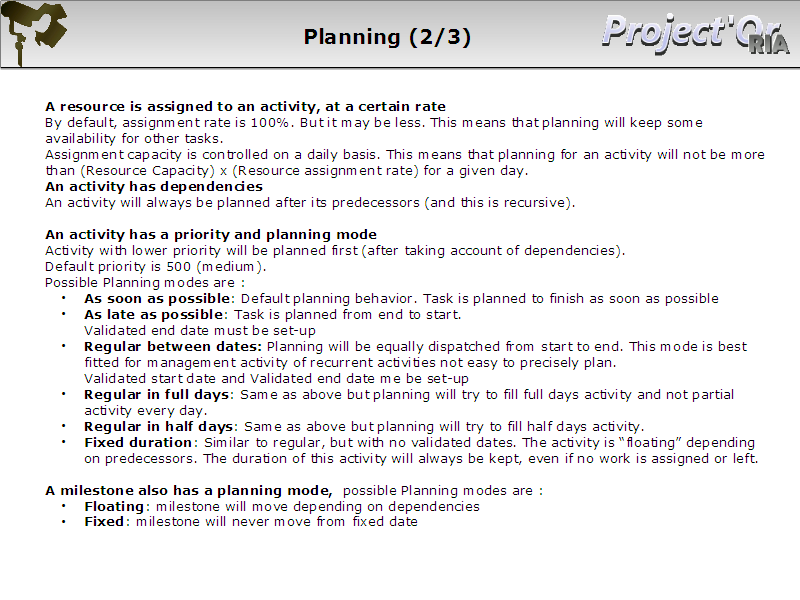 Planning (2/3)
Project'Or
RIA
A resource is assigned to an activity, at a certain rate
By default, assignment rate is 100%. But it may be less. This means that planning will keep some
availability for other tasks.
Assignment capacity is controlled on a daily basis. This means that planning for an activity will not be more
than (Resource Capacity) x (Resource assignment rate) for a given day.
An activity has dependencies
An activity will always be planned after its predecessors (and this is recursive).
An activity has a priority and planning mode
Activity with lower priority will be planned first (after taking account of dependencies).
Default priority is 500 (medium).
Possible Planning modes are :
• As soon as possible: Default planning behavior. Task is planned to finish as soon as possible
• As late as possible: Task is planned from end to start.
Validated end date must be set-up
• Regular between dates: Planning will be equally dispatched from start to end. This mode is best
fitted for management activity of recurrent activities not easy to precisely plan.
Validated start date and Validated end date me be set-up
• Regular in full days: Same as above but planning will try to fill full days activity and not partial
activity every day.
• Regular in half days: Same as above but planning will try to fill half days activity.
• Fixed duration: Similar to regular, but with no validated dates. The activity is “floating” depending
on predecessors. The duration of this activity will always be kept, even if no work is assigned or left.
A milestone also has a planning mode, possible Planning modes are :
• Floating: milestone will move depending on dependencies
• Fixed: milestone will never move from fixed date